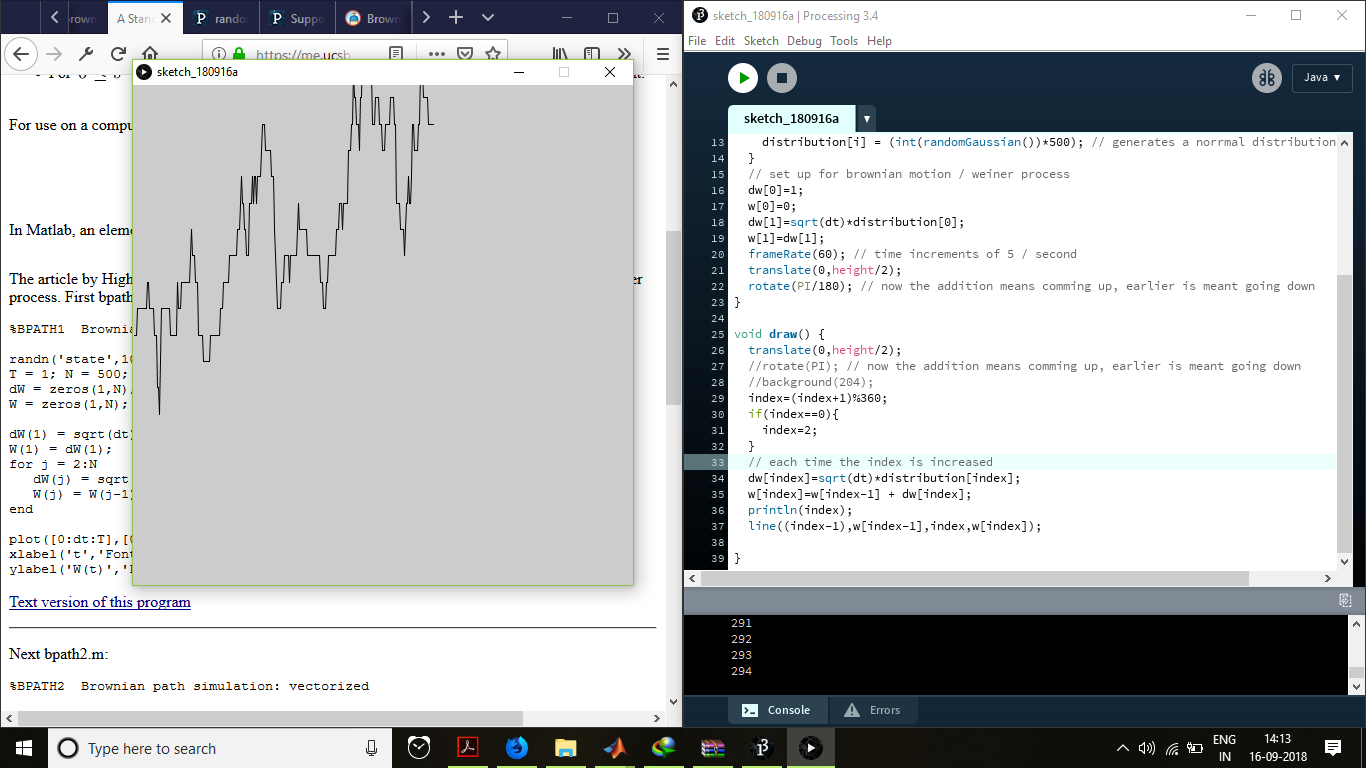 brown
A Stand
rando
Suppo
Brown
https://me.ucsb
For use on a compu
In Matlab, an eleme
The article by High
er
process. First bpath
%BPATH1 Brownia
randn('state',10
T = 1; N = 500;
dW = zeros(1,N)
W = zeros(1,N);
dW(1) = sqrt(dt)
W(1) = dW(1);
for j = 2:N
dW(j) = sqrt
W(j) = W(j-1)
end
plot([0:dt:T],[0
xlabel('t','Font
ylabel('W(t)','
Text version of this program
Next bpath2.m:
%BPATH2 Brownian path simulation: vectorized
sketch_180916a
sketch_180916a | Processing 3.4
File Edit Sketch Debug Tools Help
Java ▾
sketch_180916a ▾
13 distribution[i] = (int(randomGaussian())*500); // generates a norrmal distribution
14 }
15 // set up for brownian motion / weiner process
16 dw[0]=1;
17 w[0]=0;
18 dw[1]=sqrt(dt)*distribution[0];
19 w[1]=dw[1];
20 frameRate(60); // time increments of 5 / second
21 translate(0,height/2);
22 rotate(PI/180); // now the addition means comming up, earlier is meant going down
23 }
24
25 void draw() {
26 translate(0,height/2);
27 //rotate(PI); // now the addition means comming up, earlier is meant going down
28 //background(204);
29 index=(index+1)%360;
30 if(index==0){
31 index=2;
32 }
33 // each time the index is increased
34 dw[index]=sqrt(dt)*distribution[index];
35 w[index]=w[index-1] + dw[index];
36 println(index);
37 line((index-1),w[index-1],index,w[index]);
38
39 }
291
292
293
294
Console Errors
Type here to search
ENG
IN
14:13
16-09-2018